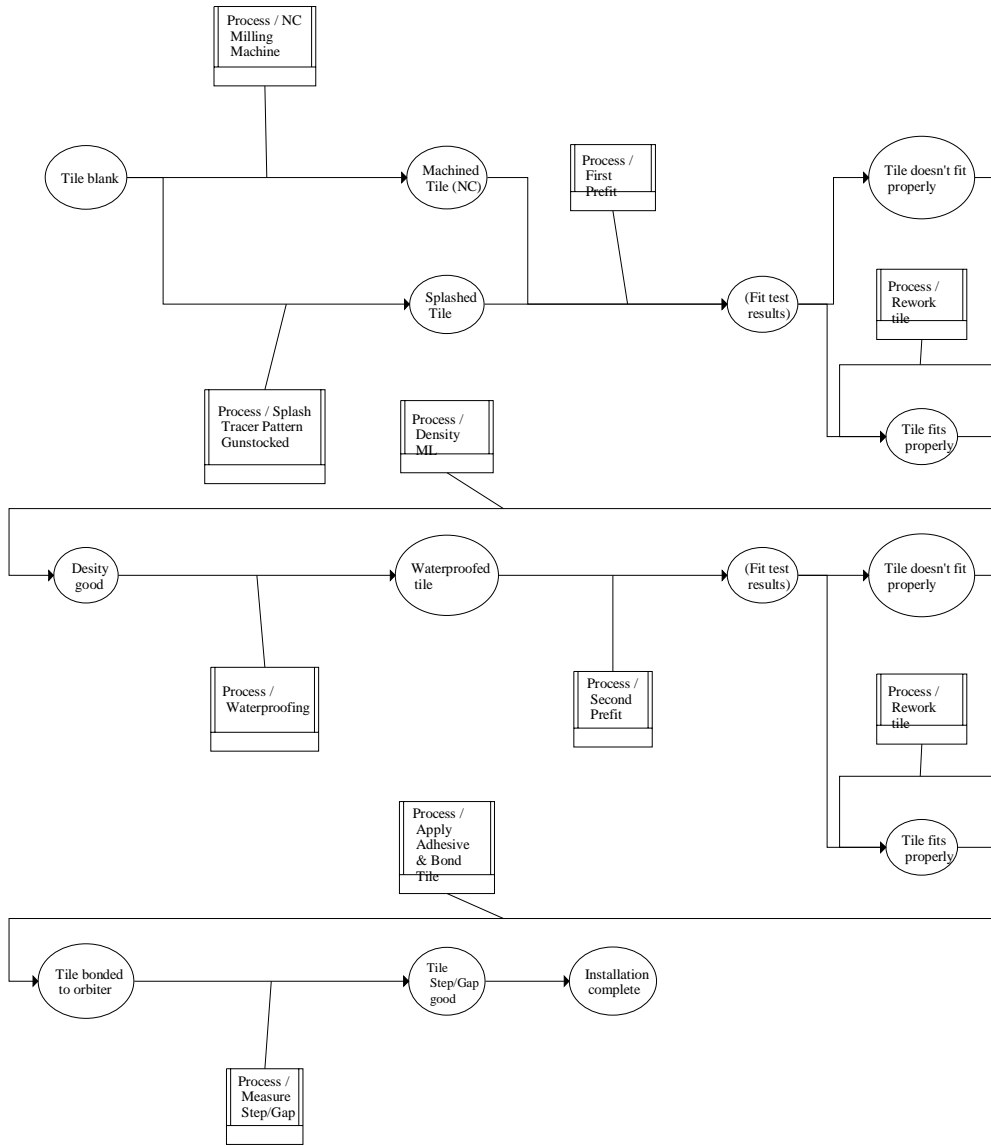 Process / NC
Milling
Machine
Tile blank
Machined
Tile (NC)
Process /
First
Prefit
Tile doesn't fit
properly
Splashed
Tile
(Fit test
results)
Process /
Rework
tile
Process / Splash
Tracer Pattern
Gunstocked
Process /
Density
ML
Tile fits
properly
Desity
good
Waterproofed
tile
(Fit test
results)
Tile doesn't fit
properly
Process /
Waterproofing
Process /
Second
Prefit
Process /
Rework
tile
Process /
Apply
Adhesive
& Bond
Tile
Tile fits
properly
Tile bonded
to orbiter
Tile
Step/Gap
good
Installation
complete
Process /
Measure
Step/Gap